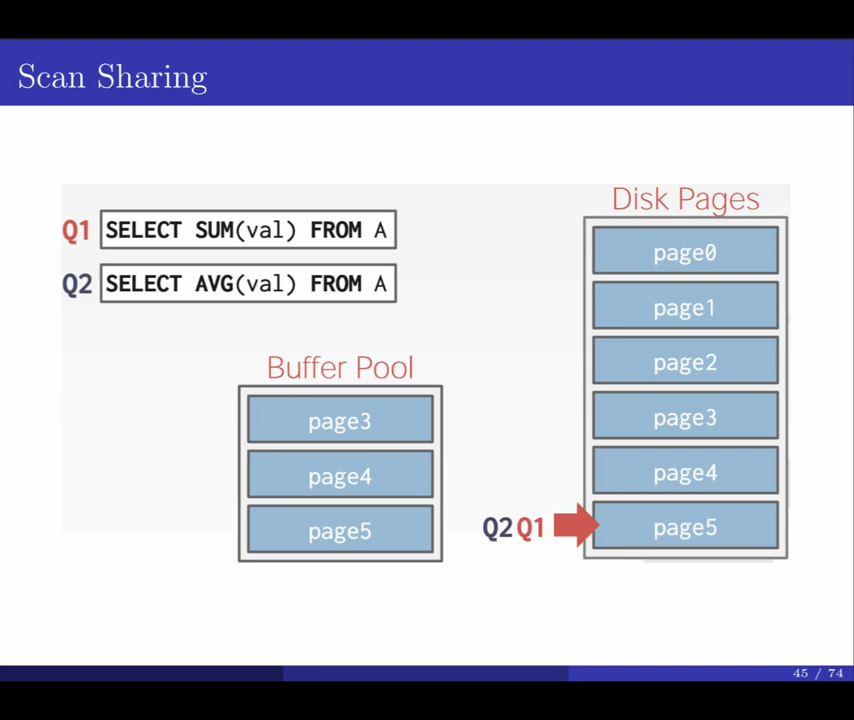 Scan Sharing
Disk Pages
Q1 SELECT SUM(val) FROM A
Q2 SELECT AVG(val) FROM A
page0
page1
page2
page3
page4
page5
Buffer Pool
page3
page4
page5
Q2 Q1
45 / 74